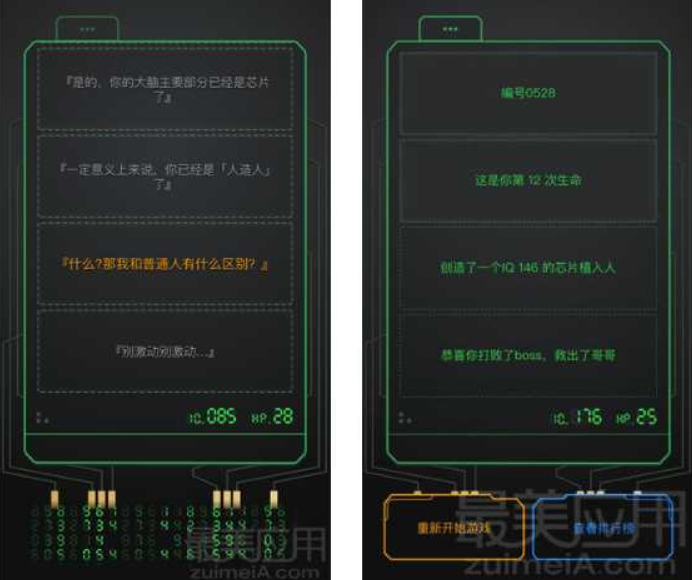 『是的，你的大脑主要部分已经是芯片
了』
『一定意义上来说，你已经是「人造人」
了』
『什么?那我和普通人有什么区别? 』
『别激动别激动...』
IQ.085 HP.28
编号0528
这是你第 12 次生命
创造了一个IQ 146 的芯片植入人
恭喜你打败了boss，救出了哥哥
IQ.176 HP.25
重新开始游戏
查看排行榜
最美应用
zuimeiA.com
最美应用
zuimeiA.com